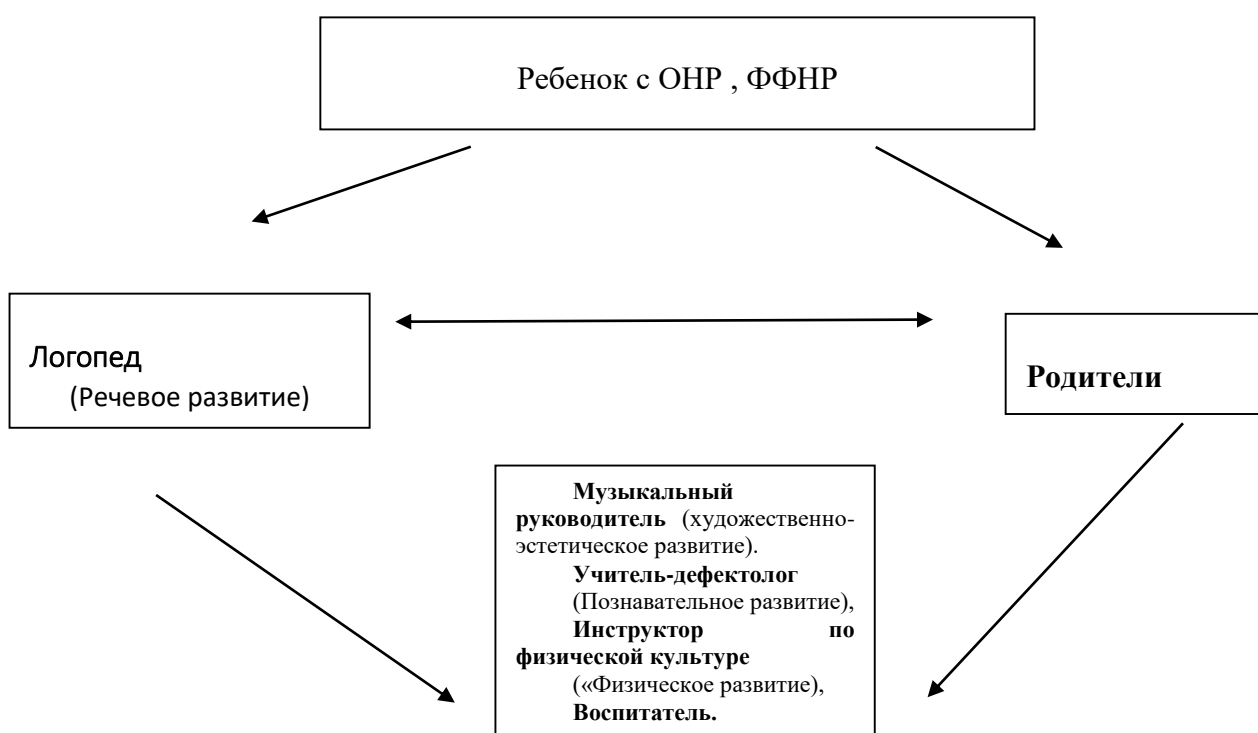 Ребенок с ОНР , ФФНР
Логопед
(Речевое развитие)
Родители
Музыкальный
руководитель (художественно-
эстетическое развитие).
Учитель-дефектолог
(Познавательное развитие),
Инструктор по
физической культуре
(«Физическое развитие),
Воспитатель.